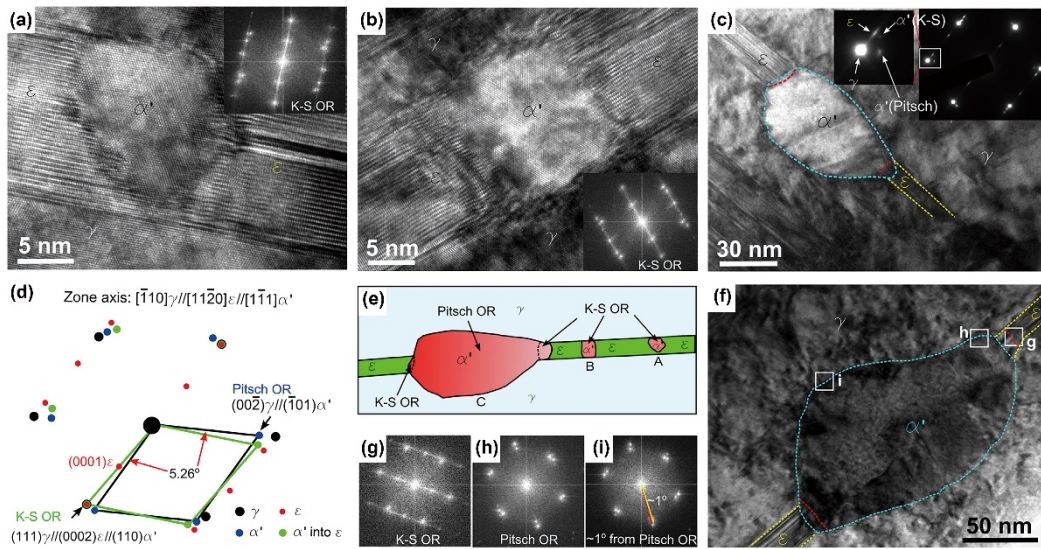 (a)
α'
ε
ε
γ
K-S OR
5 nm
(b)
γ
α'
ε
ε
γ
K-S OR
5 nm
(c)
ε
α'(K-S)
γ
α'(Pitsch)
ε
α'
γ
ε
30 nm
(d)
Zone axis: [1̄10]γ//[112̄0]ε//[11̄1]α'
Pitsch OR
(002̄)γ//(1̄01)α'
(0001)ε
5.26°
K-S OR
(111)γ//(0002)ε//(110)α'
γ
ε
α'
α' into ε
(e)
Pitsch OR
γ
K-S OR
ε
α'
ε
α'
ε
α'
ε
B
A
K-S OR
C
γ
(f)
γ
h
ε
g
i
α'
ε
50 nm
(g)
K-S OR
(h)
Pitsch OR
(i)
~1°
~1° from Pitsch OR